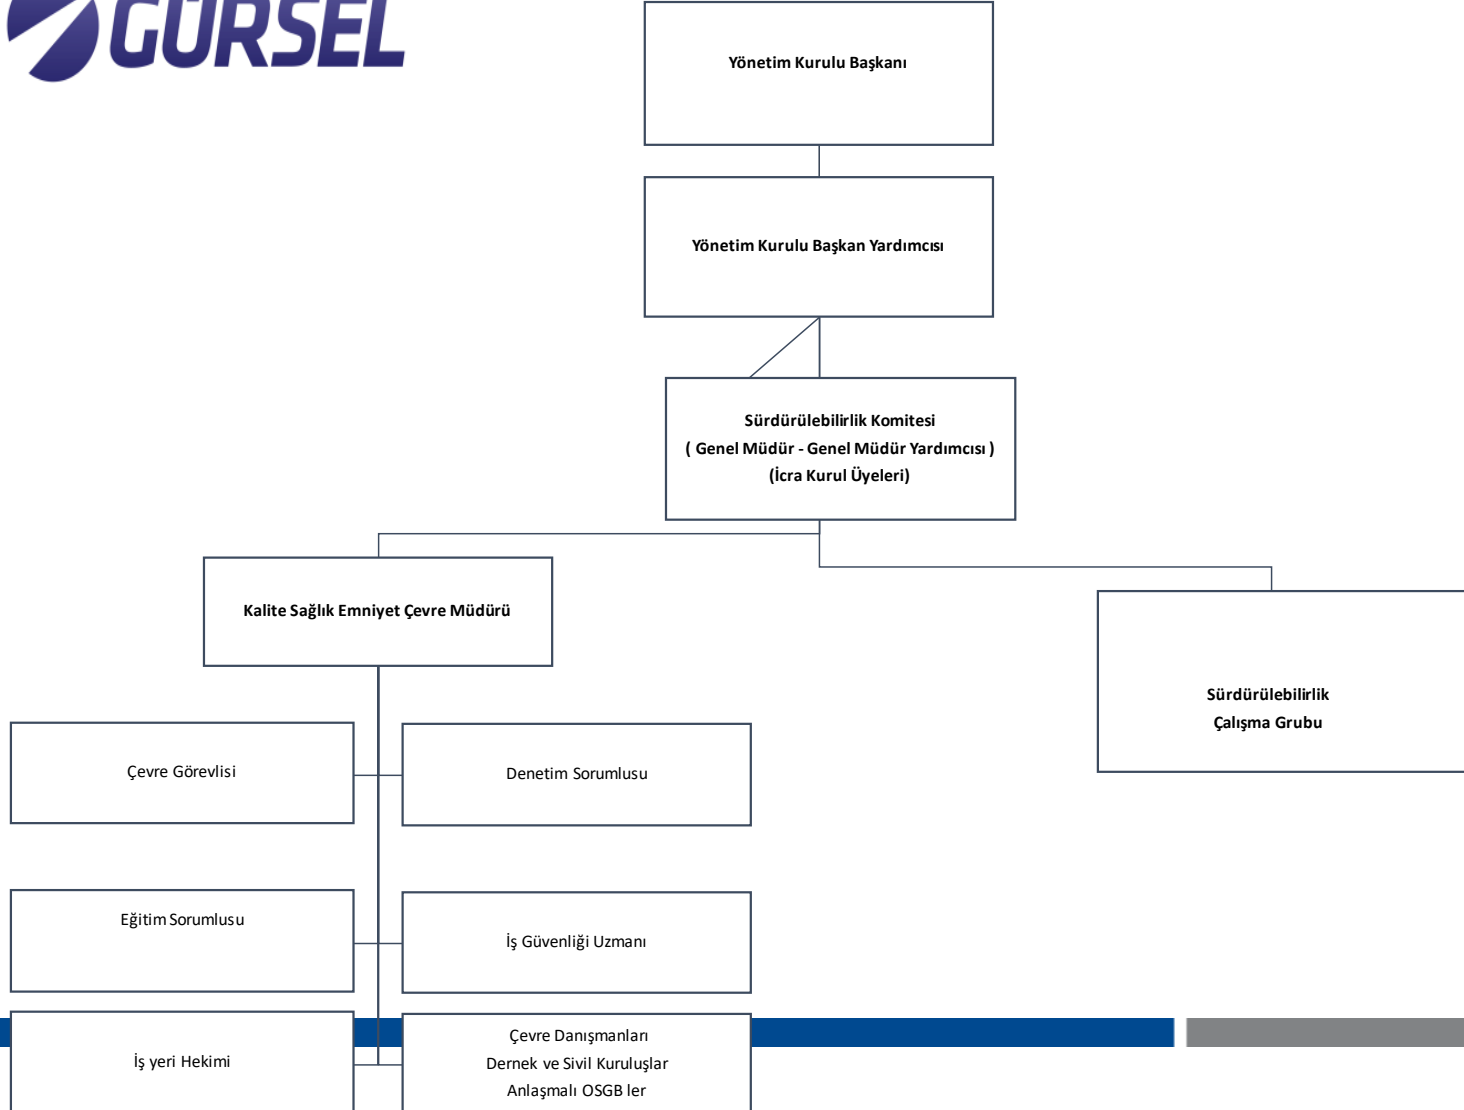 GÜRSEL
Yönetim Kurulu Başkanı
Yönetim Kurulu Başkan Yardımcısı
Sürdürülebilirlik Komitesi
( Genel Müdür - Genel Müdür Yardımcısı )
(İcra Kurul Üyeleri)
Kalite Sağlık Emniyet Çevre Müdürü
Sürdürülebilirlik
Çalışma Grubu
Çevre Görevlisi
Denetim Sorumlusu
Eğitim Sorumlusu
İş Güvenliği Uzmanı
İş yeri Hekimi
Çevre Danışmanları
Dernek ve Sivil Kuruluşlar
Anlaşmalı OSGB ler